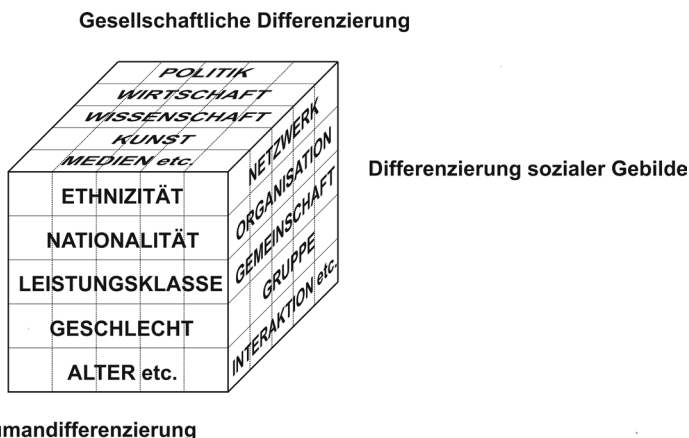 Gesellschaftliche Differenzierung
POLITIK
WIRTSCHAFT
WISSENSCHAFT
KUNST
MEDIEN etc.
NETZWERK
ORGANISATION
GEMEINSCHAFT
GRUPPE
INTERAKTION etc.
Differenzierung sozialer Gebilde
ETHNIZITÄT
NATIONALITÄT
LEISTUNGSKLASSE
GESCHLECHT
ALTER etc.
umandifferenzierung